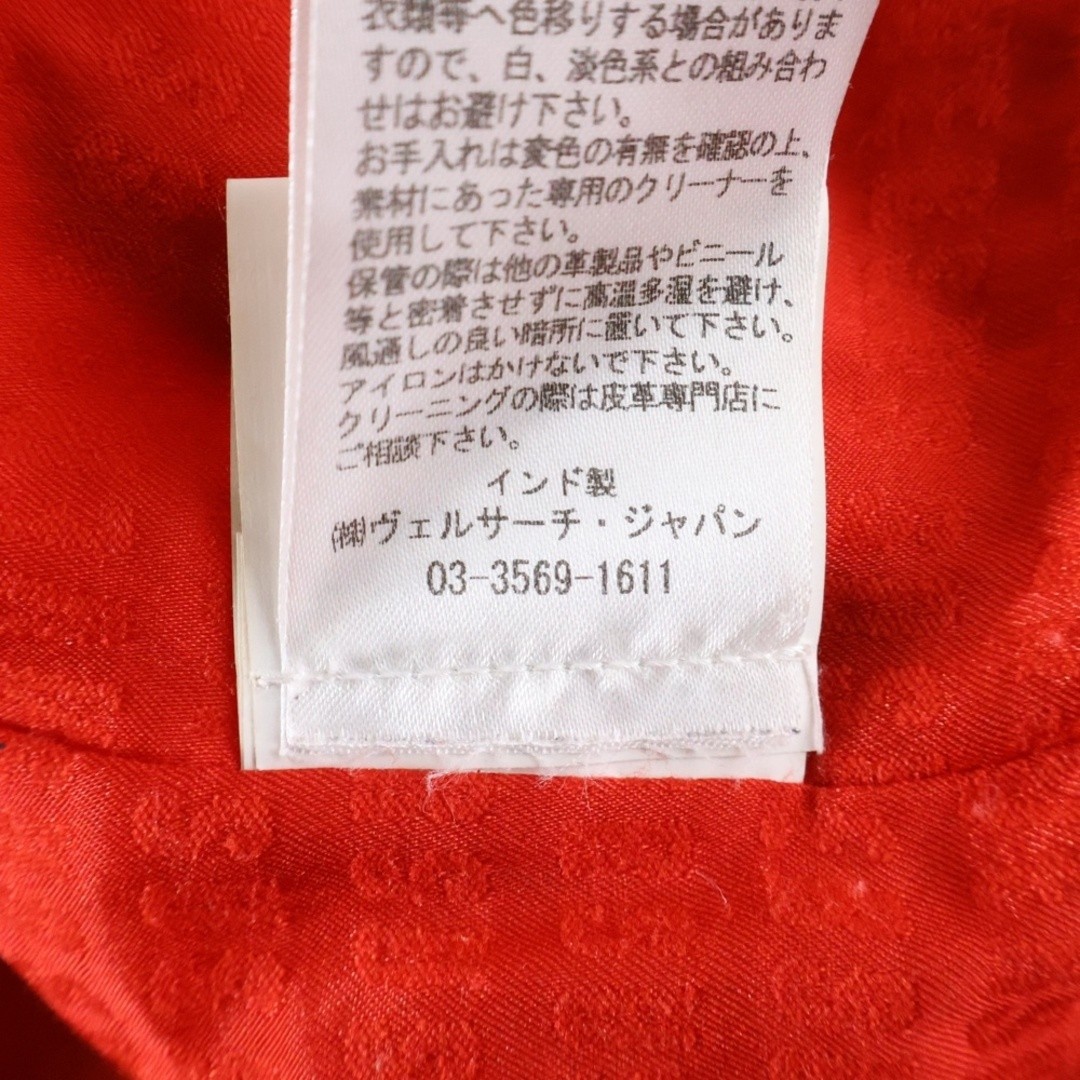 衣類等へ色移りする場合がありま
すので、白、淡色系との組み合わ
せはお避け下さい。
お手入れは変色の有無を確認の上、
素材にあった専用のクリーナーを
使用して下さい。
保管の際は他の革製品やビニール
等と密着させずに高温多湿を避け、
風通しの良い暗所に置いて下さい。
アイロンはかけないで下さい。
クリーニングの際は皮革専門店に
ご相談下さい。
インド製
㈱ヴェルサーチ・ジャパン
03-3569-1611